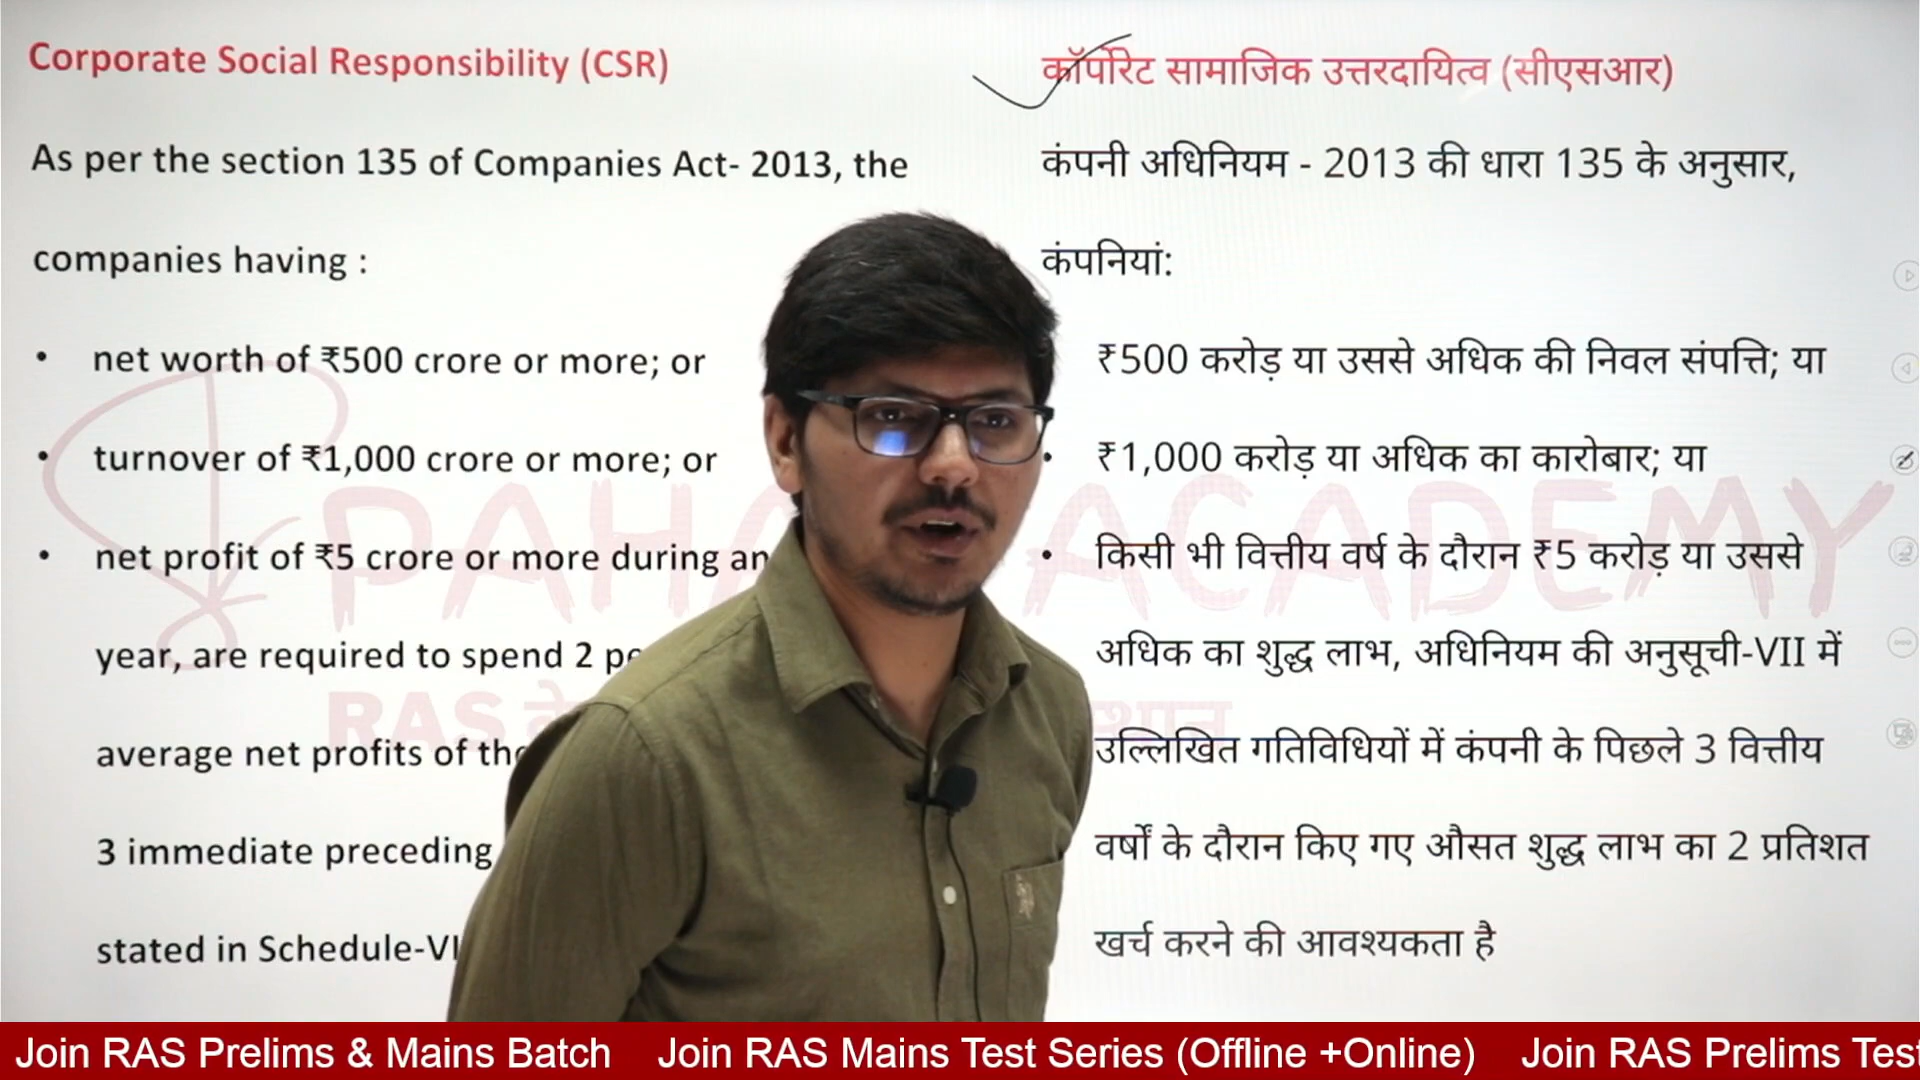 Corporate Social Responsibility (CSR)
As per the section 135 of Companies Act- 2013, the
companies having :
• net worth of ₹500 crore or more; or
• turnover of ₹1,000 crore or more; or
• net profit of ₹5 crore or more during an
year, are required to spend 2
average net profits of the
3 immediate preceding
stated in Schedule-VI
कॉर्पोरेट सामाजिक उत्तरदायित्व (सीएसआर)
कंपनी अधिनियम - 2013 की धारा 135 के अनुसार,
कंपनियां:
₹500 करोड़ या उससे अधिक की निवल संपत्ति; या
• ₹1,000 करोड़ या अधिक का कारोबार; या
• किसी भी वित्तीय वर्ष के दौरान ₹5 करोड़ या उससे
अधिक का शुद्ध लाभ, अधिनियम की अनुसूची-VII में
उल्लिखित गतिविधियों में कंपनी के पिछले 3 वित्तीय
वर्षों के दौरान किए गए औसत शुद्ध लाभ का 2 प्रतिशत
खर्च करने की आवश्यकता है
ACADEMY
RAS
Join RAS Prelims & Mains Batch Join RAS Mains Test Series (Offline +Online) Join RAS Prelims Test